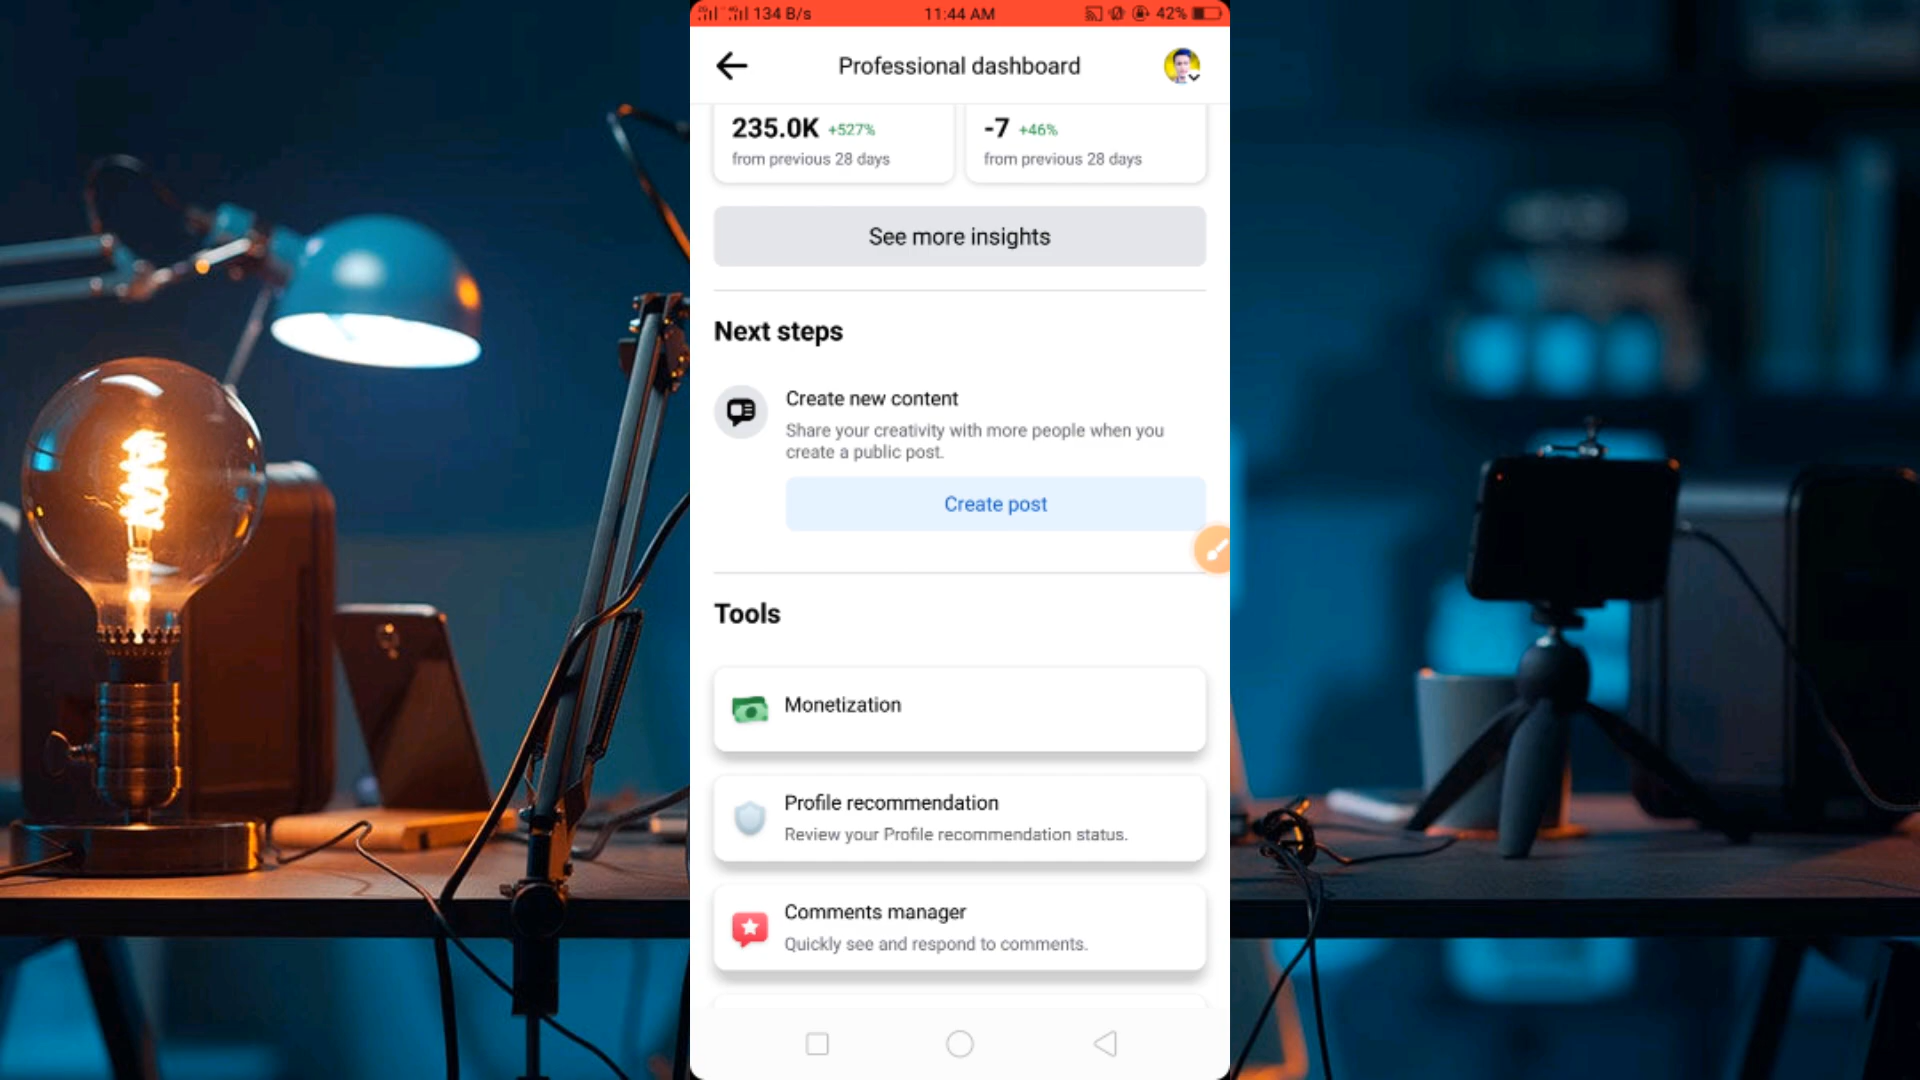 134 B/s 11:44 AM 42%
Professional dashboard
235.0K +527%
from previous 28 days
-7 +46%
from previous 28 days
See more insights
Next steps
Create new content
Share your creativity with more people when you
create a public post.
Create post
Tools
Monetization
Profile recommendation
Review your Profile recommendation status.
Comments manager
Quickly see and respond to comments.